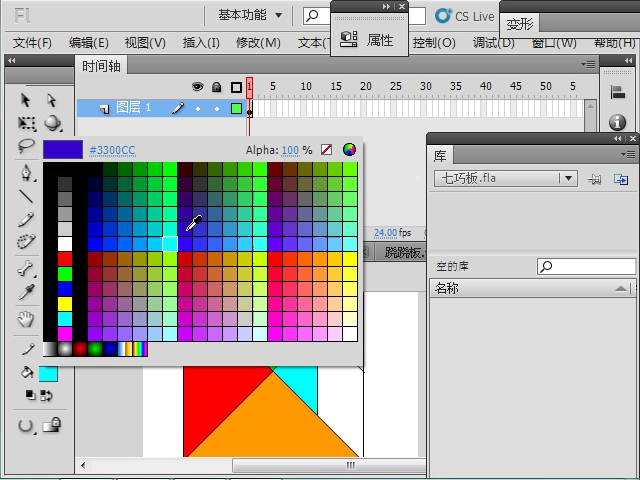 Fl 基本功能 CS Live
属性
变形
文件(F) 编辑(E) 视图(V) 插入(I) 修改(M) 文本(T 控制(O) 调试(D) 窗口(W) 帮助(H)
时间轴
1 5 10 15 20 25 30 35 40 45 50 5
图层 1
#3300CC Alpha: 100 %
库
七巧板.fla
24.00 fps
跷跷板.
空的库
名称